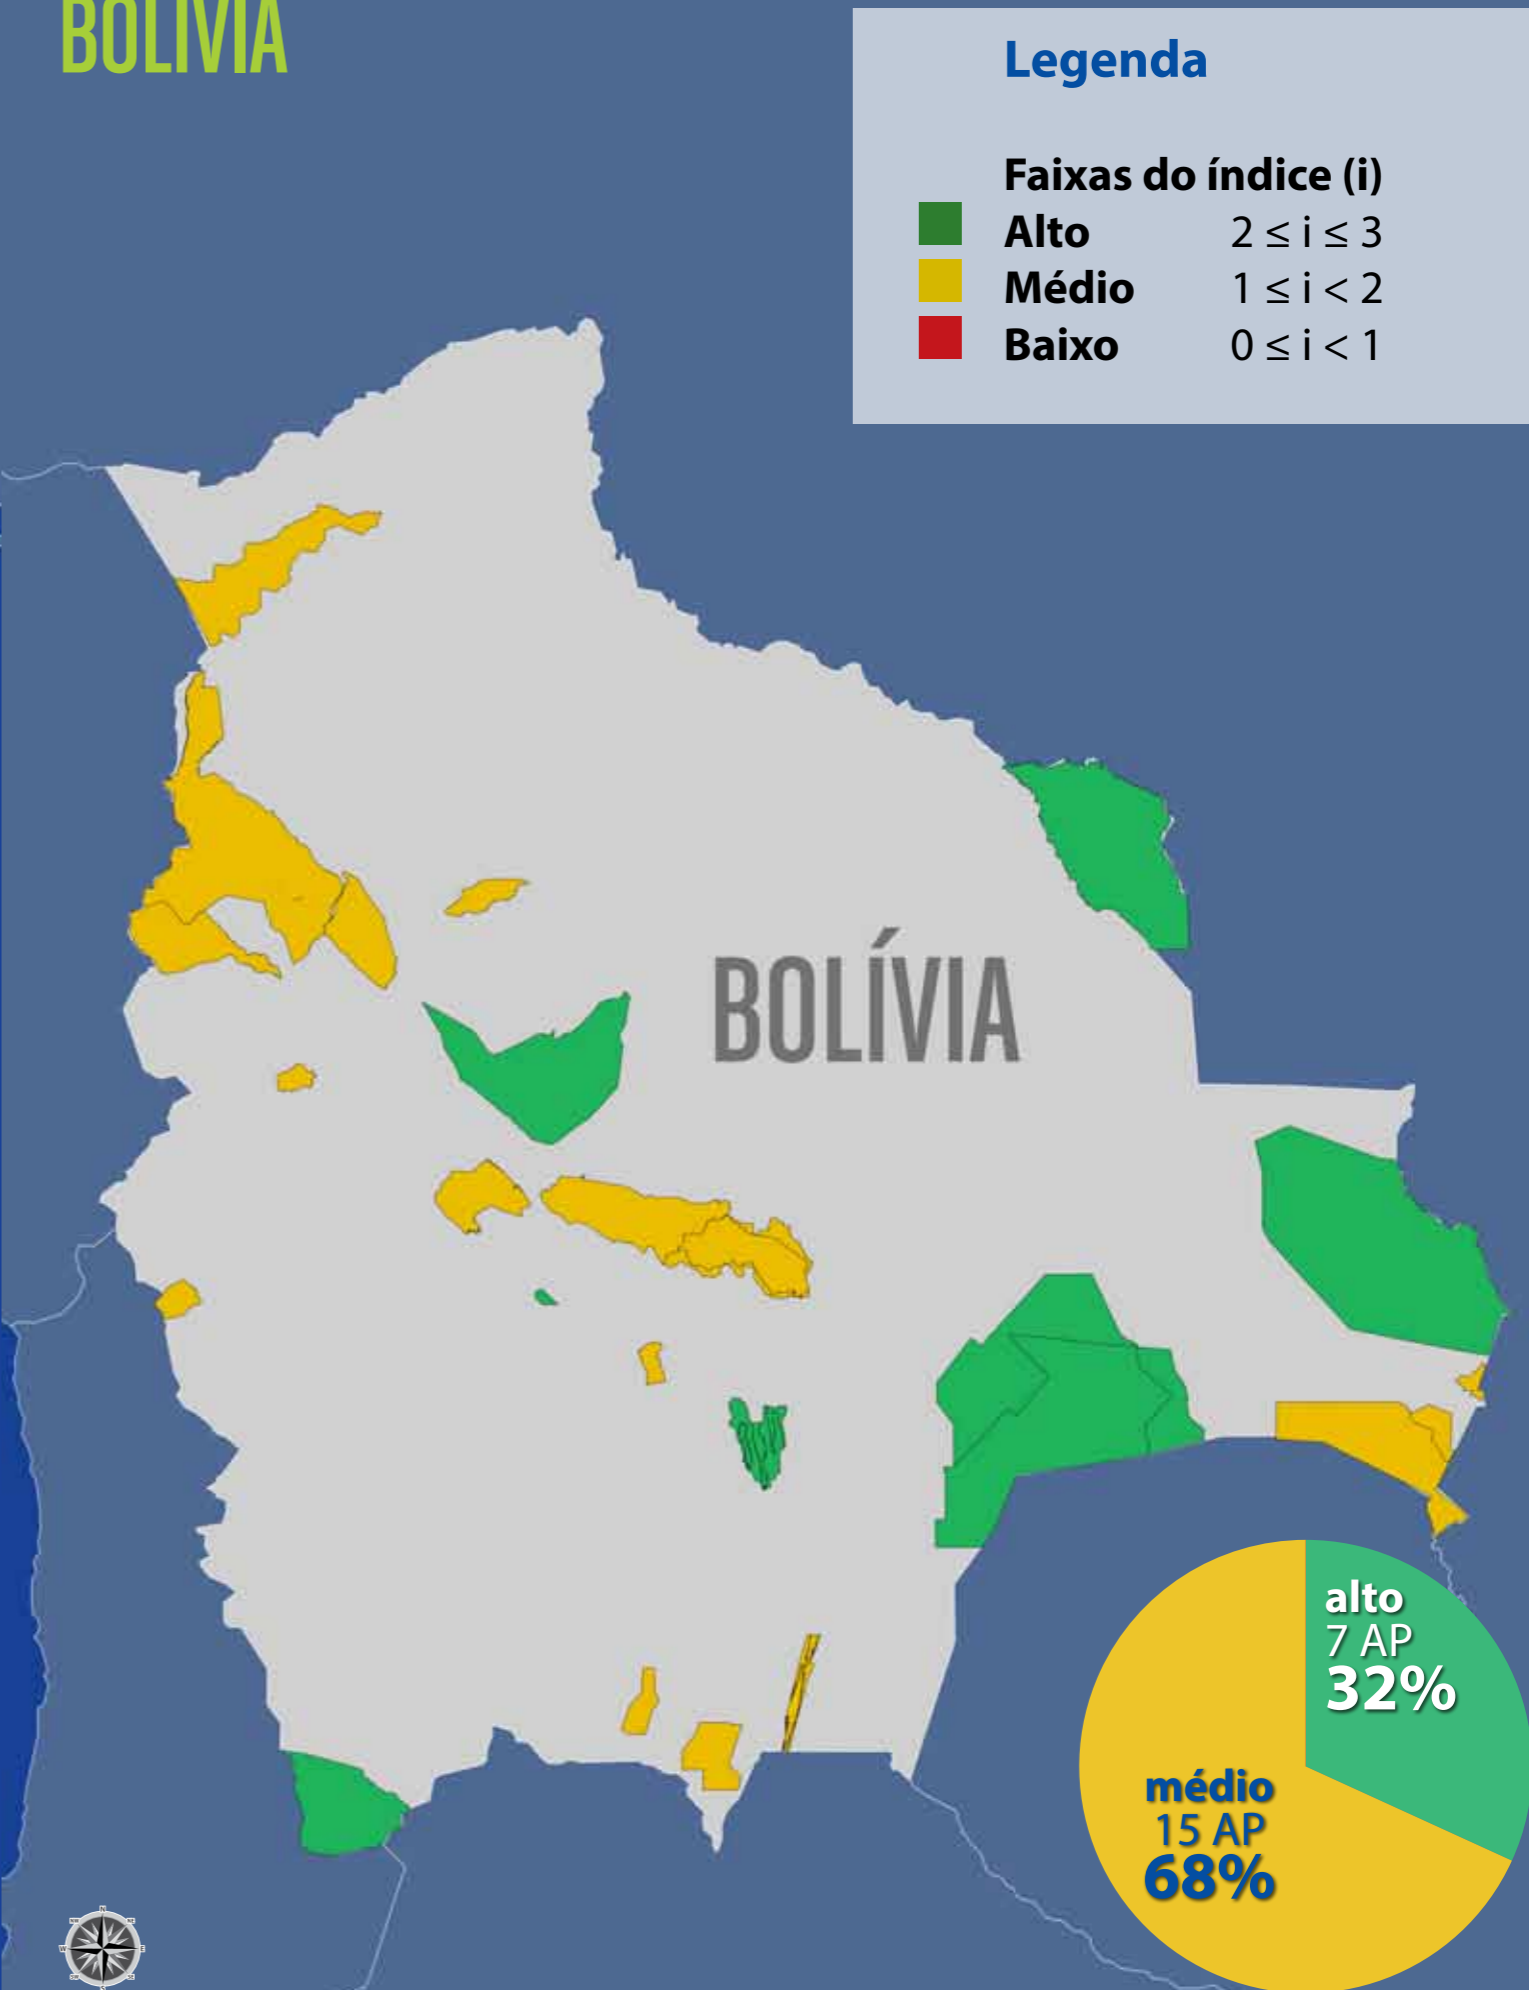 BOLÍVIA
Legenda
Faixas do índice (i)
Alto 2 ≤ i ≤ 3
Médio 1 ≤ i < 2
Baixo 0 ≤ i < 1
BOLÍVIA
alto
7 AP
32%
médio
15 AP
68%
N
W
E